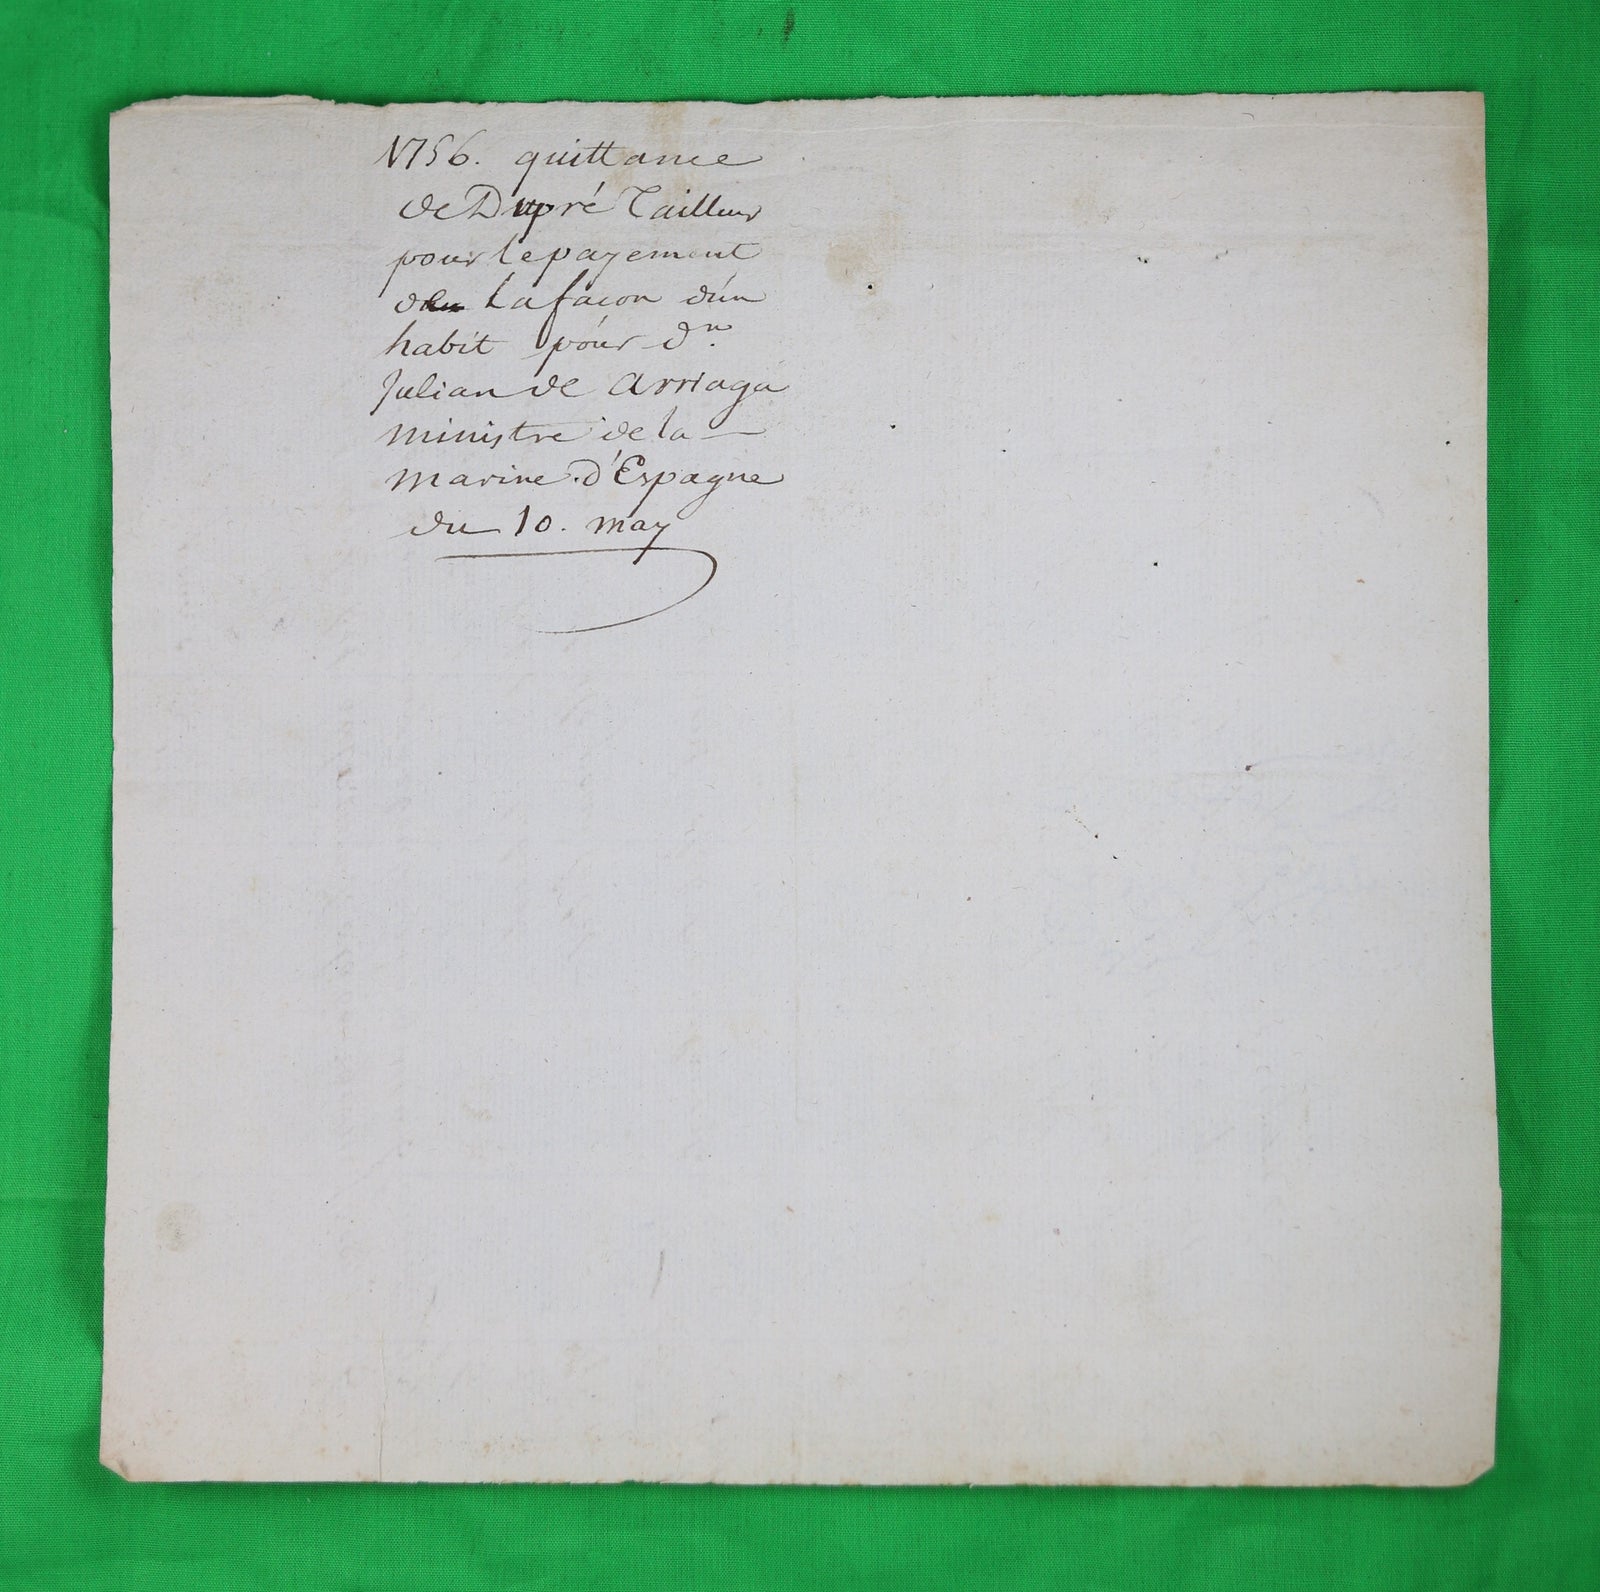 1756. quittance
de Dupré Tailleur
pour le payement
de la façon d'un
habit pour dn.
Julian de Arriaga
ministre de la
marine d'Espagne
du 10. may